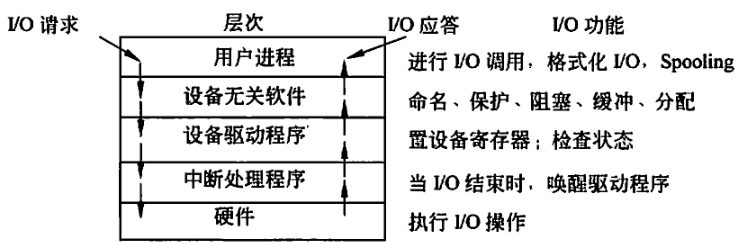 I/O 请求 层次 I/O 应答 I/O 功能
用户进程 进行 I/O 调用，格式化 I/O，Spooling
设备无关软件 命名、保护、阻塞、缓冲、分配
设备驱动程序 置设备寄存器；检查状态
中断处理程序 当 I/O 结束时，唤醒驱动程序
硬件 执行 I/O 操作